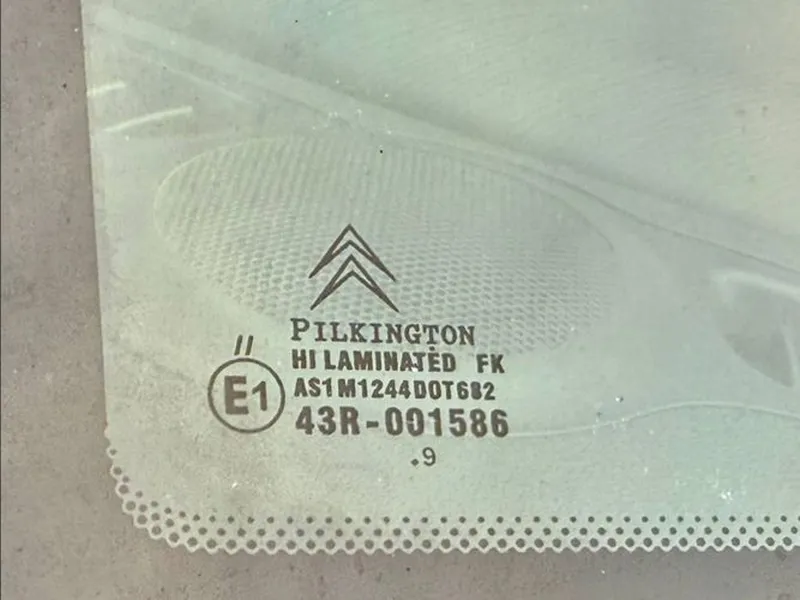 PILKINGTON
II
HI LAMINATED FK
E1
AS1 M1244 DOT682
43R-001586
.9